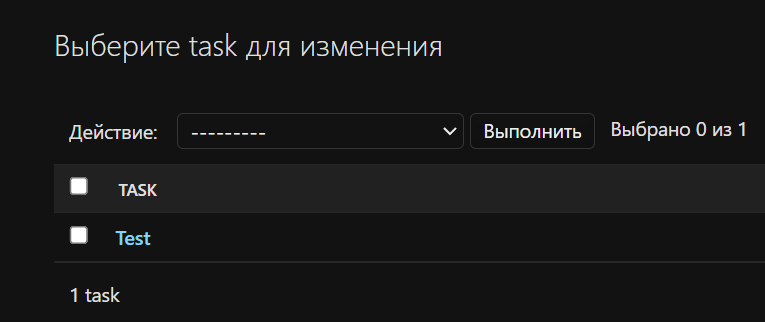 Выберите task для изменения
Действие: --------- Выполнить Выбрано 0 из 1
TASK
Test
1 task